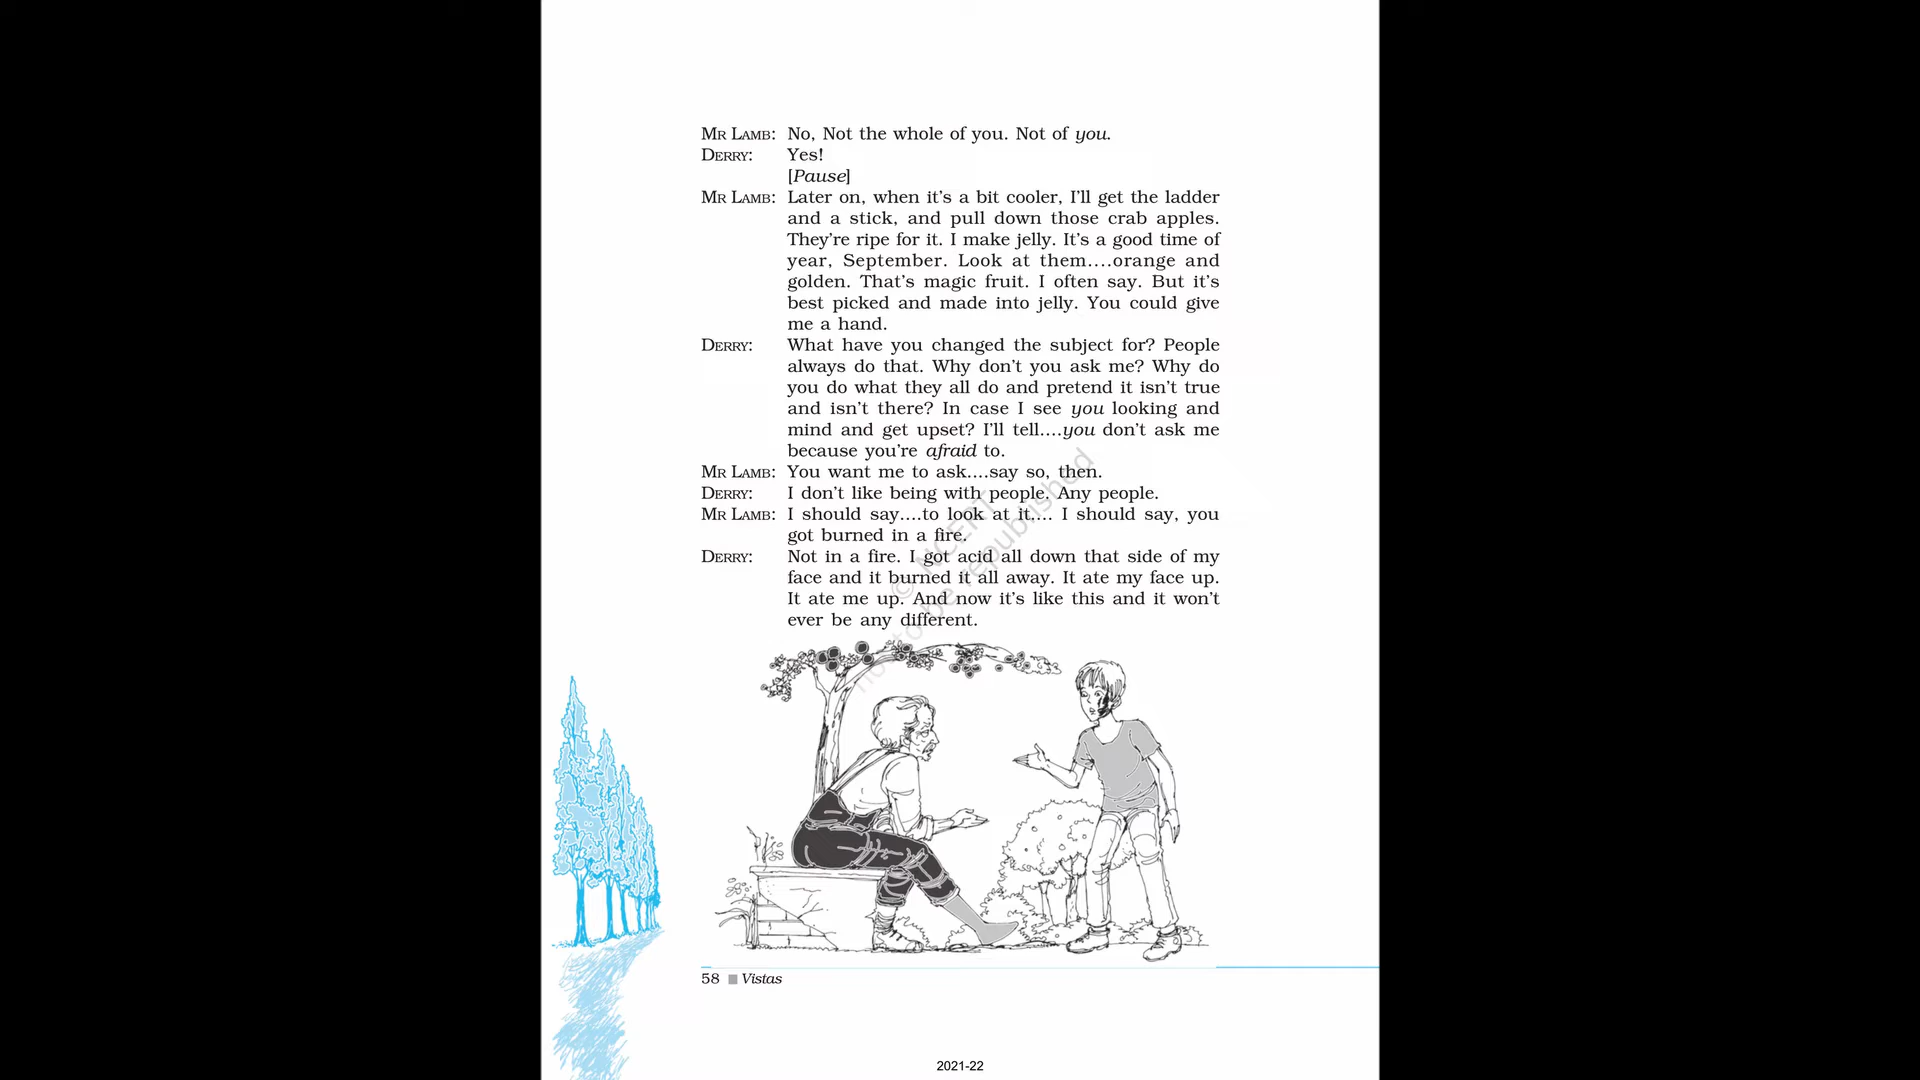 MR LAMB: No, Not the whole of you. Not of you.
DERRY: Yes!
[Pause]
MR LAMB: Later on, when it's a bit cooler, I'll get the ladder
and a stick, and pull down those crab apples.
They're ripe for it. I make jelly. It's a good time of
year, September. Look at them....orange and
golden. That's magic fruit. I often say. But it's
best picked and made into jelly. You could give
me a hand.
DERRY: What have you changed the subject for? People
always do that. Why don't you ask me? Why do
you do what they all do and pretend it isn't true
and isn't there? In case I see you looking and
mind and get upset? I'll tell....you don't ask me
because you're afraid to.
MR LAMB: You want me to ask....say so, then.
DERRY: I don't like being with people. Any people.
MR LAMB: I should say....to look at it.... I should say, you
got burned in a fire.
DERRY: Not in a fire. I got acid all down that side of my
face and it burned it all away. It ate my face up.
It ate me up. And now it's like this and it won't
ever be any different.
© NCERT
not to be republished
58 Vistas
2021-22